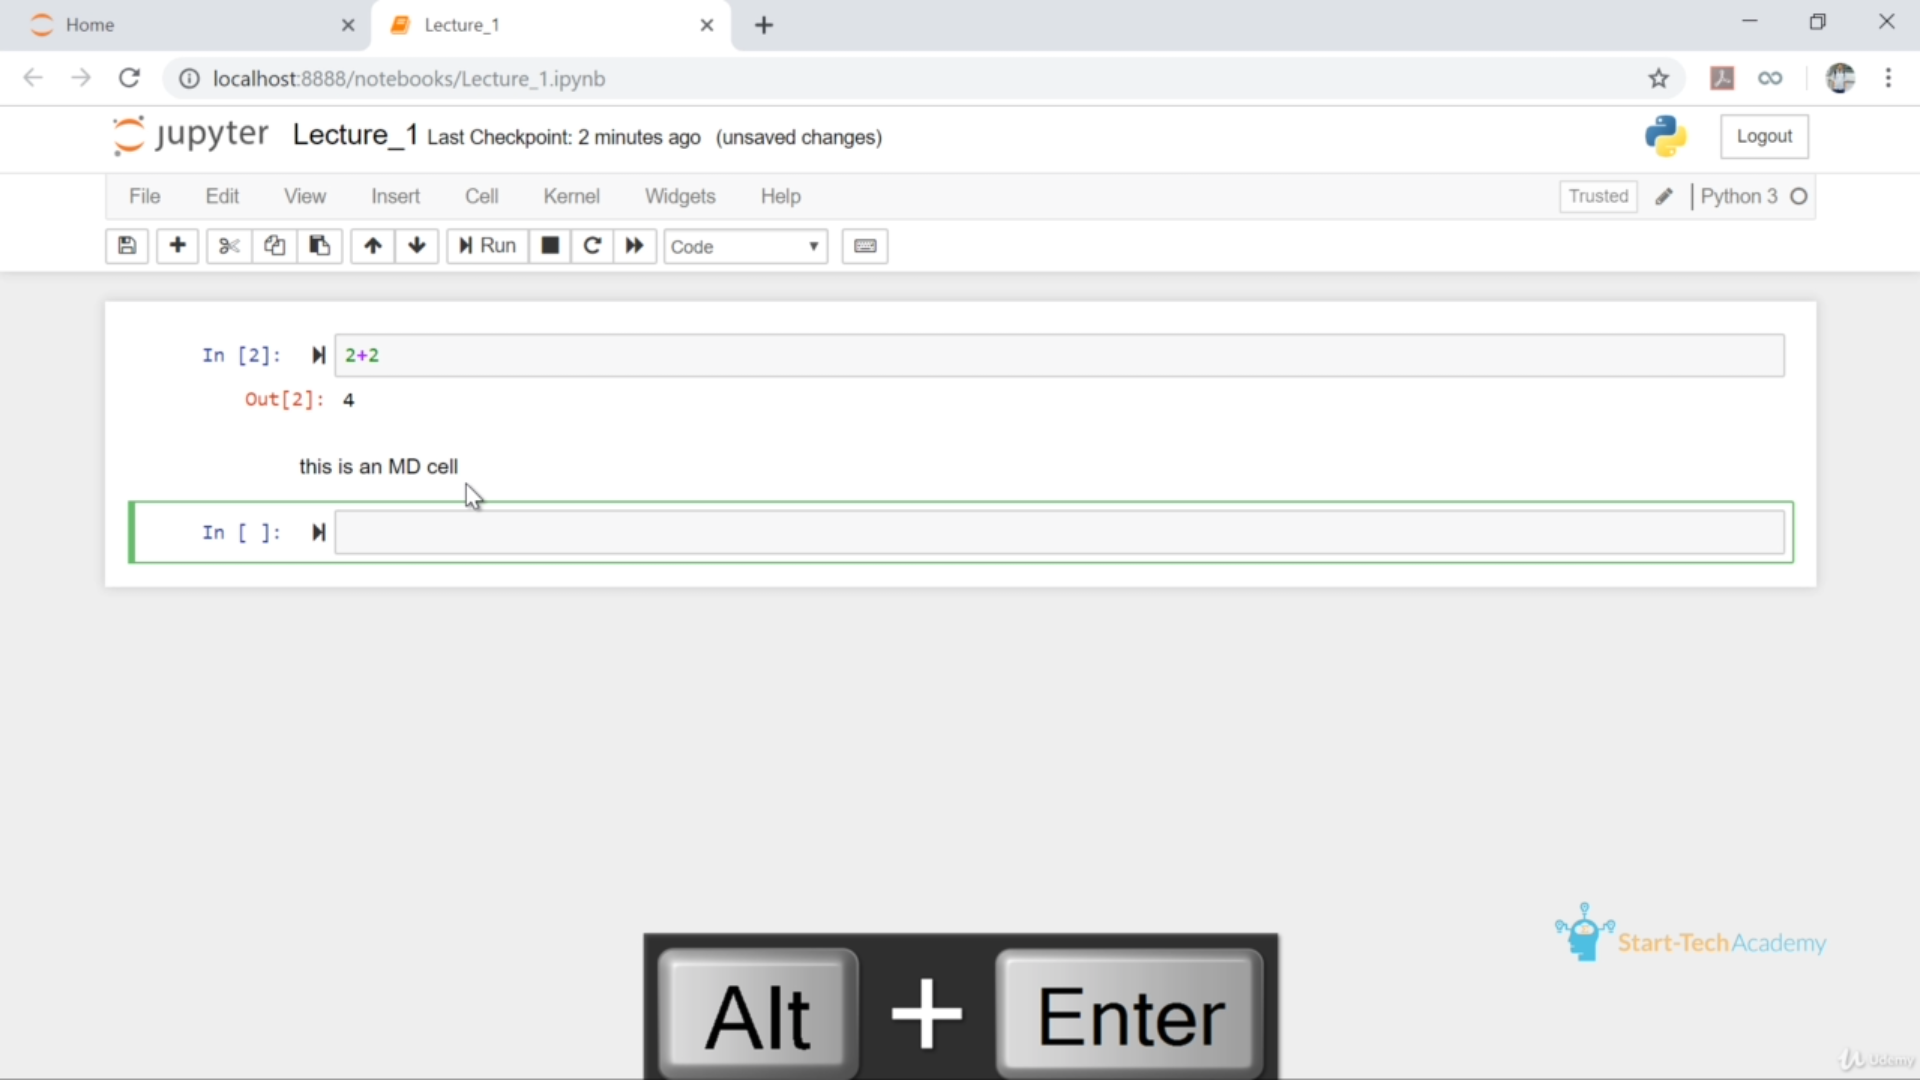 Home
Lecture_1
localhost:8888/notebooks/Lecture_1.ipynb
jupyter Lecture_1 Last Checkpoint: 2 minutes ago (unsaved changes)
Logout
File Edit View Insert Cell Kernel Widgets Help
Trusted
Python 3
Run
Code
In [2]: 2+2
Out[2]: 4
this is an MD cell
In [ ]:
Start-TechAcademy
Alt + Enter
Udemy